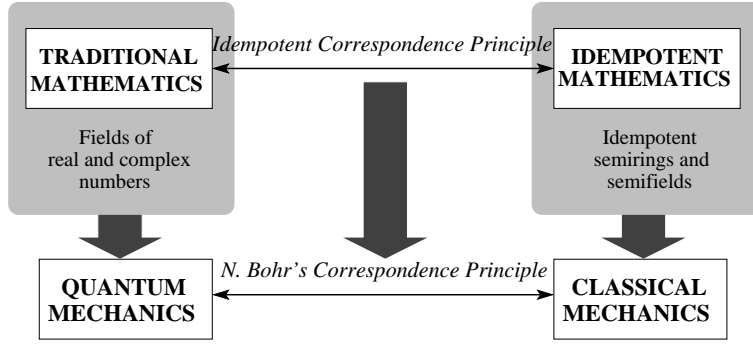 TRADITIONAL
MATHEMATICS
Idempotent Correspondence Principle
IDEMPOTENT
MATHEMATICS
Fields of
real and complex
numbers
Idempotent
semirings and
semifields
QUANTUM
MECHANICS
N. Bohr's Correspondence Principle
CLASSICAL
MECHANICS